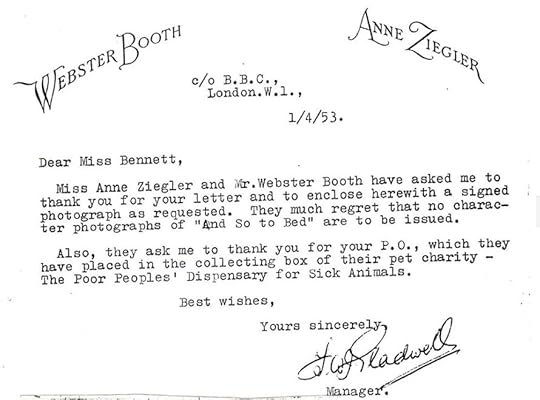 WEBSTER BOOTH
ANNE ZIEGLER
c/o B.B.C.,
London.W.1.,
1/4/53.
Dear Miss Bennett,
Miss Anne Ziegler and Mr.Webster Booth have asked me to
thank you for your letter and to enclose herewith a signed
photograph as requested. They much regret that no charac-
ter photographs of "And So to Bed" are to be issued.
Also, they ask me to thank you for your P.O., which they
have placed in the collecting box of their pet charity -
The Poor Peoples' Dispensary for Sick Animals.
Best wishes,
Yours sincerely,
Manager.